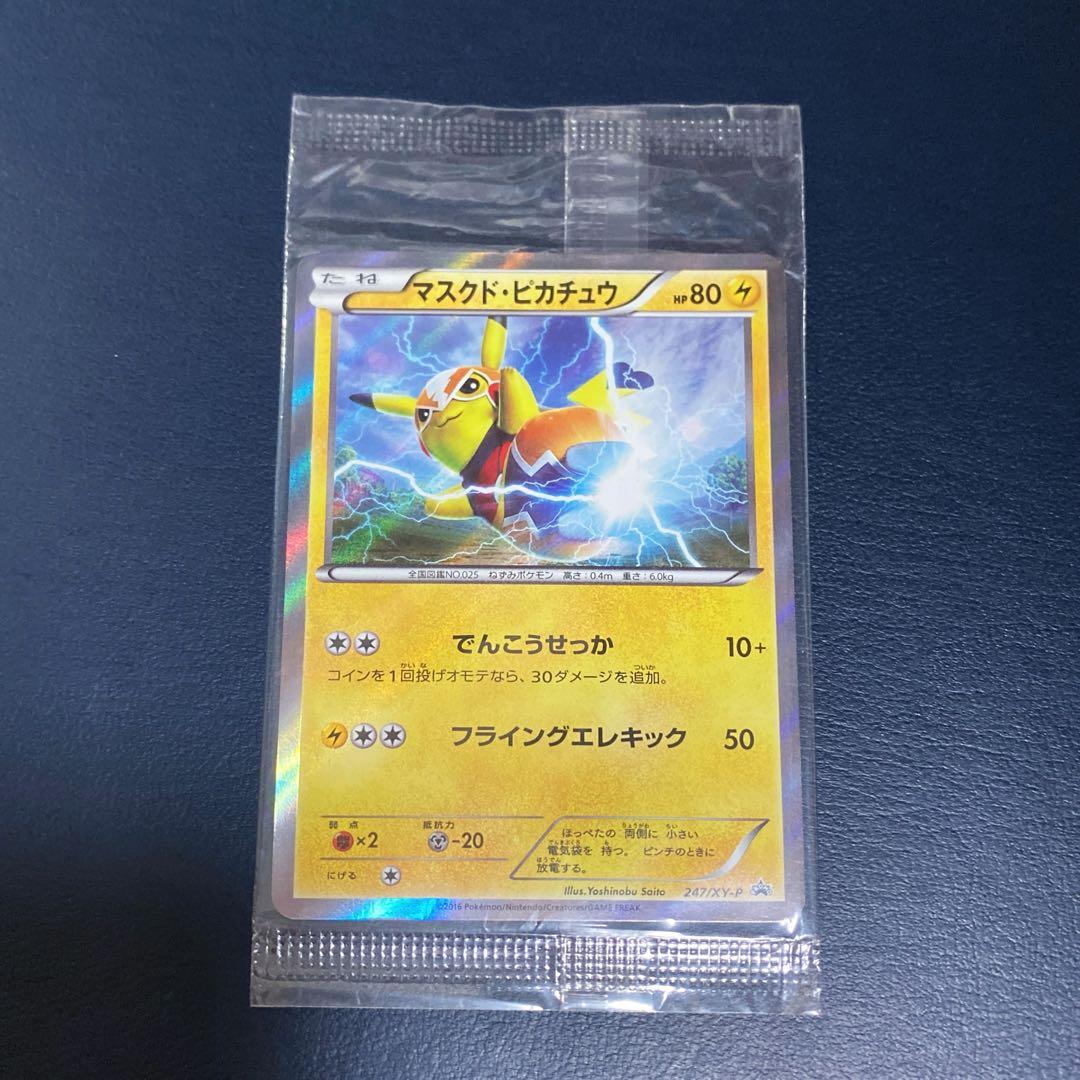 たね マスクド・ピカチュウ HP80
全国図鑑NO.025 ねずみポケモン 高さ:0.4m 重さ:6.0kg
でんこうせっか 10+
コインを1回投げオモテなら、30ダメージを追加。
フライングエレキック 50
弱点 抵抗力
×2 -20
にげる
ほっぺたの 両側に 小さい
電気袋を 持つ。 ピンチのときに
放電する。
Illus.Yoshinobu Saito 247/XY-P
©2016 Pokémon/Nintendo/Creatures/GAME FREAK